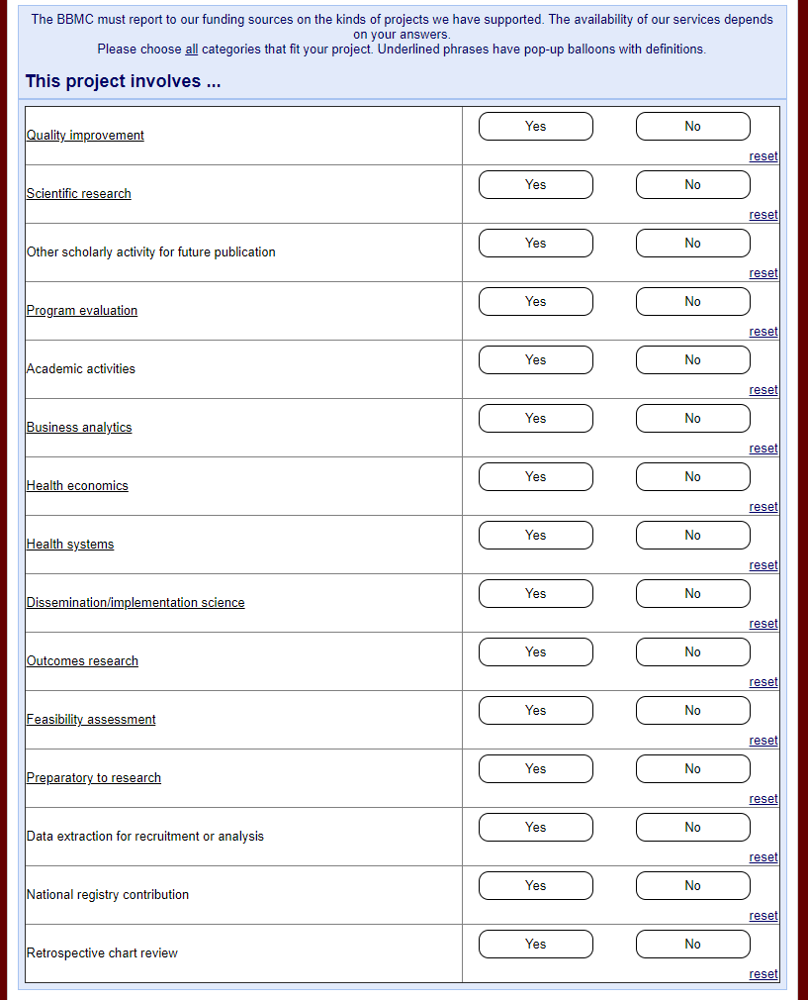 The BBMC must report to our funding sources on the kinds of projects we have supported. The availability of our services depends
on your answers.
Please choose all categories that fit your project. Underlined phrases have pop-up balloons with definitions.
This project involves ...
Quality improvement Yes No
reset
Scientific research Yes No
reset
Other scholarly activity for future publication Yes No
reset
Program evaluation Yes No
reset
Academic activities Yes No
reset
Business analytics Yes No
reset
Health economics Yes No
reset
Health systems Yes No
reset
Dissemination/implementation science Yes No
reset
Outcomes research Yes No
reset
Feasibility assessment Yes No
reset
Preparatory to research Yes No
reset
Data extraction for recruitment or analysis Yes No
reset
National registry contribution Yes No
reset
Retrospective chart review Yes No
reset